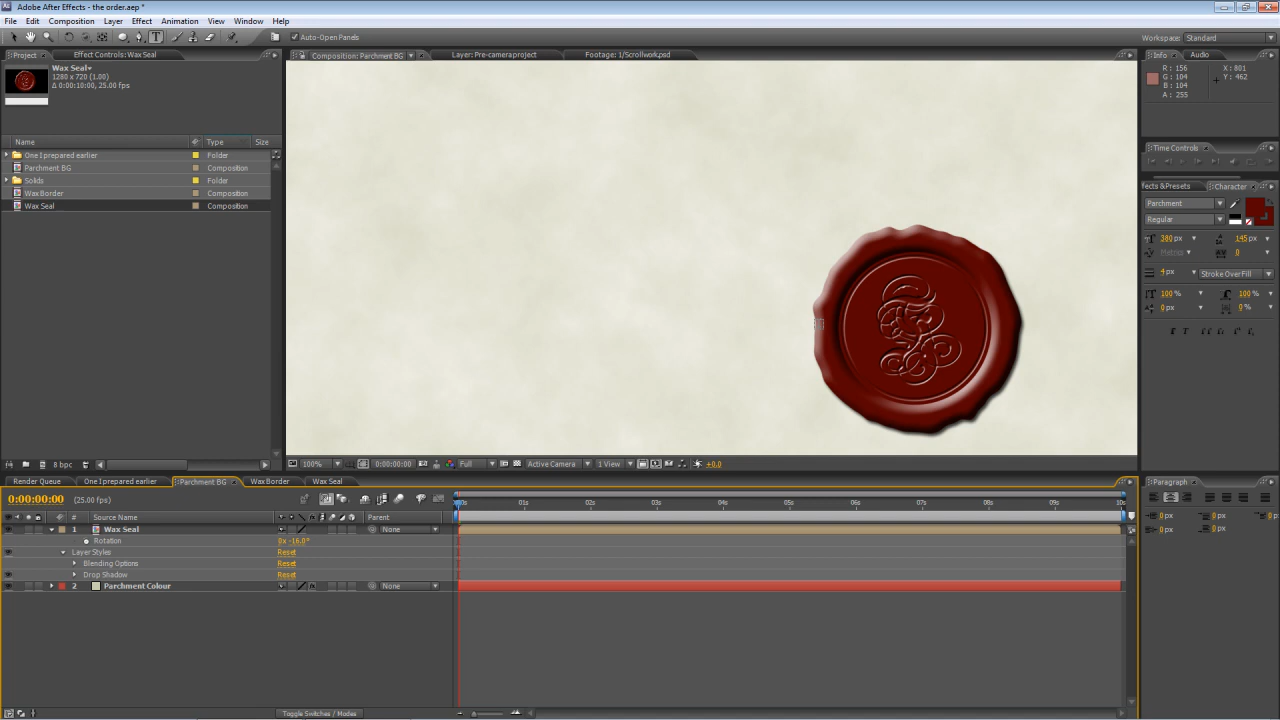 Adobe After Effects - the order.aep *
File Edit Composition Layer Effect Animation View Window Help
Auto-Open Panels
Workspace: Standard
Project Effect Controls: Wax Seal
Composition: Parchment BG Layer: Pre-camera project Footage: 1/Scrollwork.psd
Info Audio
Wax Seal
1280 x 720 (1.00)
Δ 0:00:10:00, 25.00 fps
R : 156
G : 104
B : 104
A : 255
X : 801
Y : 462
Name Type Size
One I prepared earlier Folder
Parchment BG Composition
Solids Folder
Wax Border Composition
Wax Seal Composition
Time Controls
ffects & Presets Character
Parchment
Regular
380 px 145 px
Metrics 0
4 px Stroke Over Fill
100 % 100 %
0 px 0 %
8 bpc
100% 0:00:00:00 Full Active Camera 1 View +0.0
Render Queue One I prepared earlier Parchment BG Wax Border Wax Seal
Paragraph
0:00:00:00 (25.00 fps)
0 px 0 px 0 px
0 px 0 px
# Source Name Parent
01s 02s 03s 04s 05s 06s 07s 08s 09s 10s
1 Wax Seal None
Rotation 0x -16.0°
Layer Styles Reset
Blending Options Reset
Drop Shadow Reset
2 Parchment Colour None
Toggle Switches / Modes